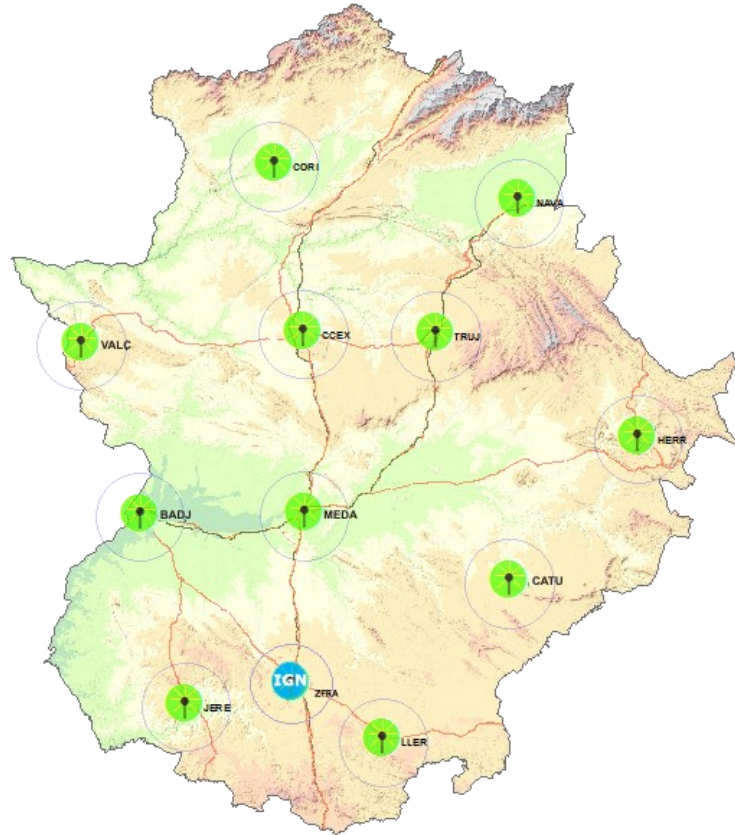 CORI
NAVA
CCEX
TRUJ
VALC
HERR
BADJ
MEDA
CATU
IGN
ZFRA
JERE
LLER